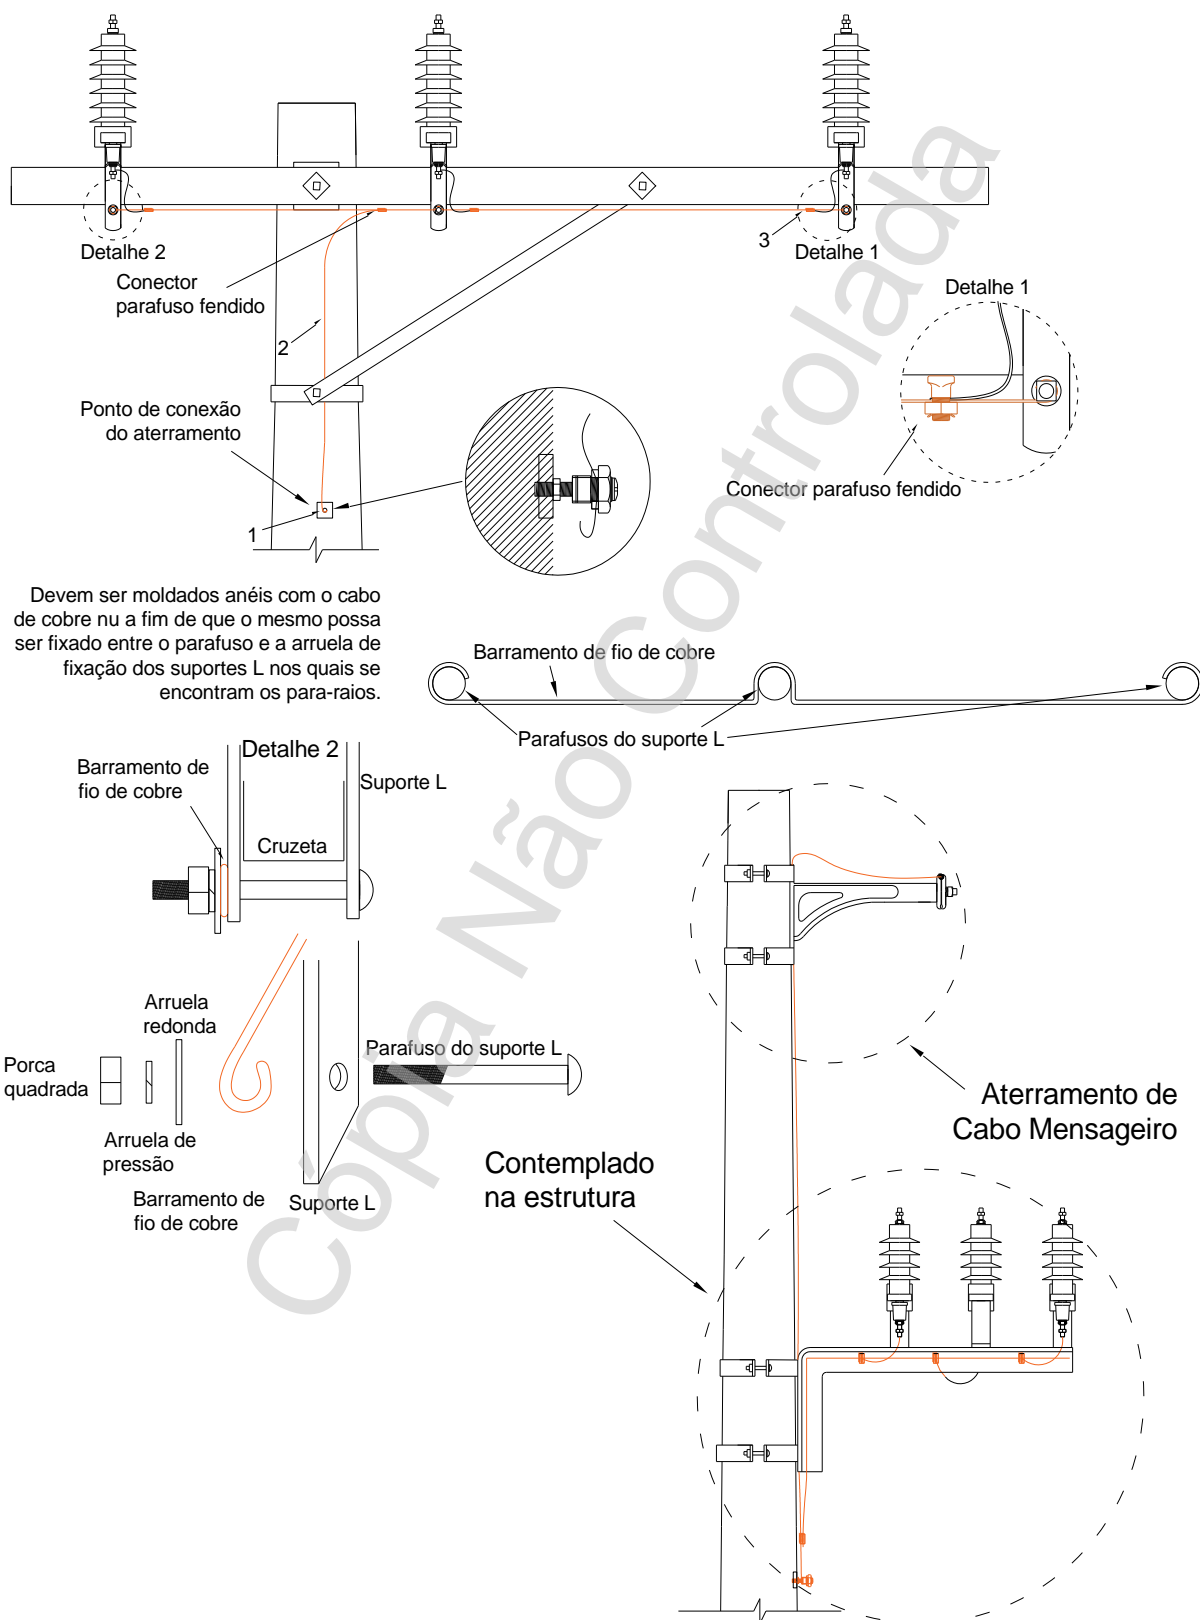 Detalhe 2
3
Detalhe 1
Conector
parafuso fendido
Detalhe 1
2
Ponto de conexão
do aterramento
Conector parafuso fendido
1
Devem ser moldados anéis com o cabo
de cobre nu a fim de que o mesmo possa
ser fixado entre o parafuso e a arruela de
fixação dos suportes L nos quais se
encontram os para-raios.
Barramento de fio de cobre
Parafusos do suporte L
Detalhe 2
Barramento de
fio de cobre
Suporte L
Cruzeta
Arruela
redonda
Parafuso do suporte L
Porca
quadrada
Arruela de
pressão
Barramento de
fio de cobre
Suporte L
Aterramento de
Cabo Mensageiro
Contemplado
na estrutura
Cópia Não Controlada